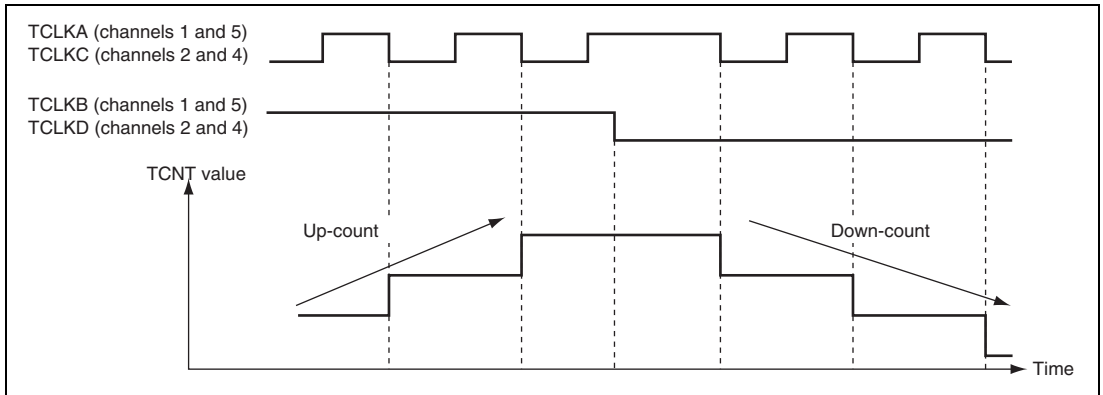 TCLKA (channels 1 and 5)
TCLKC (channels 2 and 4)
TCLKB (channels 1 and 5)
TCLKD (channels 2 and 4)
TCNT value
Up-count
Down-count
Time